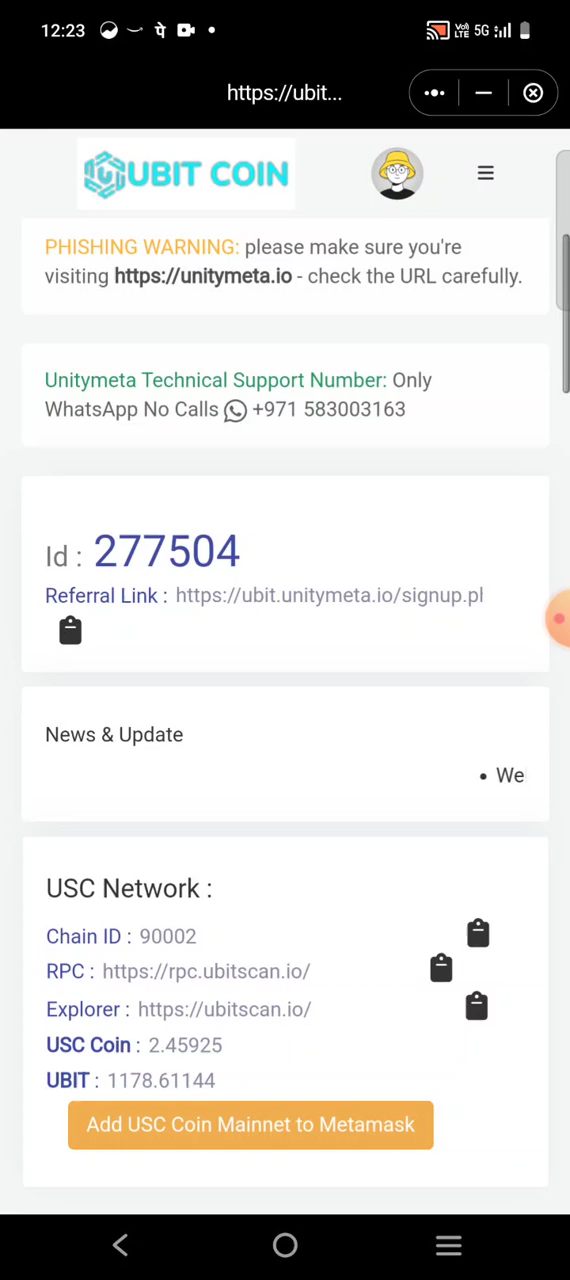 12:23 पे Vo) LTE 5G
https://ubit...
UBIT COIN
PHISHING WARNING: please make sure you're
visiting https://unitymeta.io - check the URL carefully.
Unitymeta Technical Support Number: Only
WhatsApp No Calls +971 583003163
Id : 277504
Referral Link : https://ubit.unitymeta.io/signup.pl
News & Update
• We
USC Network :
Chain ID : 90002
RPC : https://rpc.ubitscan.io/
Explorer : https://ubitscan.io/
USC Coin : 2.45925
UBIT : 1178.61144
Add USC Coin Mainnet to Metamask